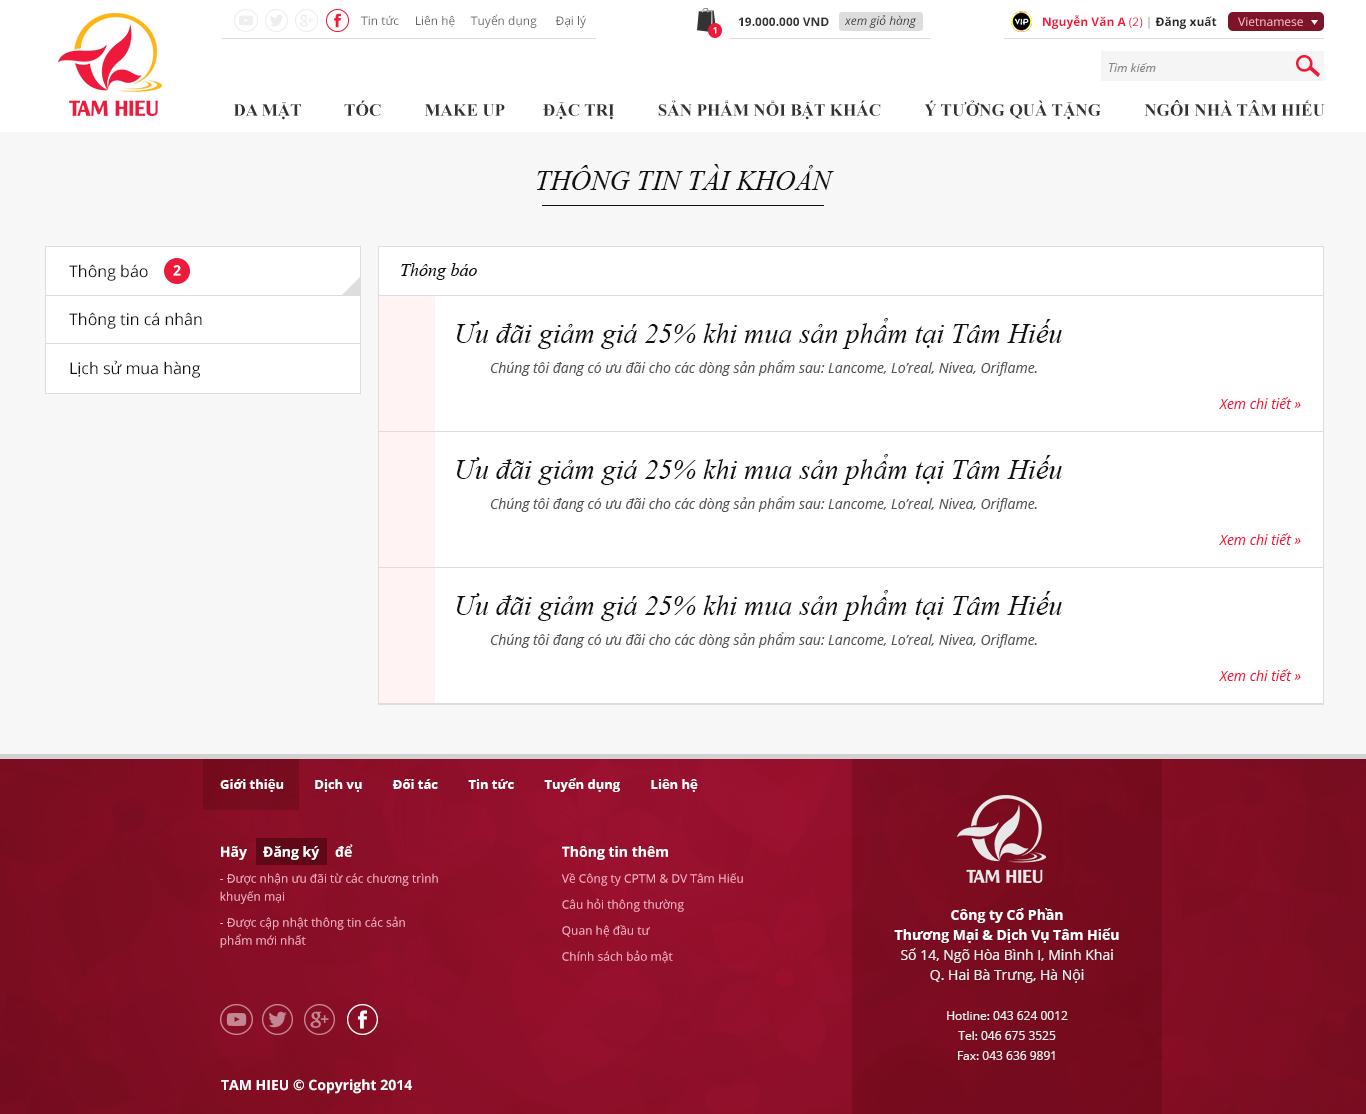 Tin tức Liên hệ Tuyển dụng Đại lý
1
19.000.000 VND xem giỏ hàng
VIP Nguyễn Văn A (2) | Đăng xuất Vietnamese
TAM HIEU
Tìm kiếm
DA MẶT TÓC MAKE UP ĐẶC TRỊ SẢN PHẨM NỔI BẬT KHÁC Ý TƯỞNG QUÀ TẶNG NGÔI NHÀ TÂM HIẾU
THÔNG TIN TÀI KHOẢN
Thông báo 2
Thông tin cá nhân
Lịch sử mua hàng
Thông báo
Ưu đãi giảm giá 25% khi mua sản phẩm tại Tâm Hiếu
Chúng tôi đang có ưu đãi cho các dòng sản phẩm sau: Lancome, Lo’real, Nivea, Oriflame.
Xem chi tiết »
Ưu đãi giảm giá 25% khi mua sản phẩm tại Tâm Hiếu
Chúng tôi đang có ưu đãi cho các dòng sản phẩm sau: Lancome, Lo’real, Nivea, Oriflame.
Xem chi tiết »
Ưu đãi giảm giá 25% khi mua sản phẩm tại Tâm Hiếu
Chúng tôi đang có ưu đãi cho các dòng sản phẩm sau: Lancome, Lo’real, Nivea, Oriflame.
Xem chi tiết »
Giới thiệu Dịch vụ Đối tác Tin tức Tuyển dụng Liên hệ
Hãy Đăng ký để
- Được nhận ưu đãi từ các chương trình
khuyến mại
- Được cập nhật thông tin các sản
phẩm mới nhất
Thông tin thêm
Về Công ty CPTM & DV Tâm Hiếu
Câu hỏi thông thường
Quan hệ đầu tư
Chính sách bảo mật
TAM HIEU
Công ty Cổ Phần
Thương Mại & Dịch Vụ Tâm Hiếu
Số 14, Ngõ Hòa Bình I, Minh Khai
Q. Hai Bà Trưng, Hà Nội
Hotline: 043 624 0012
Tel: 046 675 3525
Fax: 043 636 9891
TAM HIEU © Copyright 2014